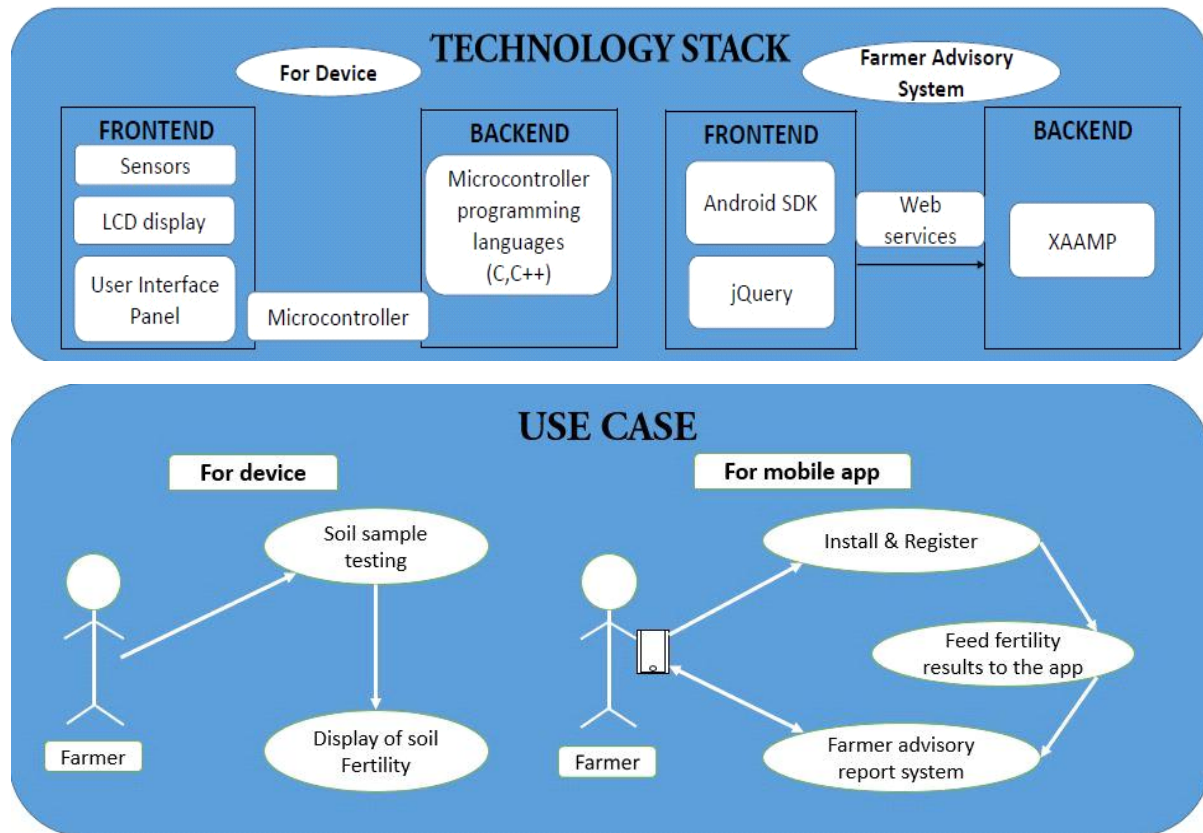 TECHNOLOGY STACK
For Device
FRONTEND
Sensors
LCD display
User Interface
Panel
Microcontroller
BACKEND
Microcontroller
programming
languages
(C,C++)
Farmer Advisory
System
FRONTEND
Android SDK
jQuery
Web
services
BACKEND
XAAMP
USE CASE
For device
Soil sample
testing
Display of soil
Fertility
Farmer
For mobile app
Install & Register
Feed fertility
results to the app
Farmer advisory
report system
Farmer